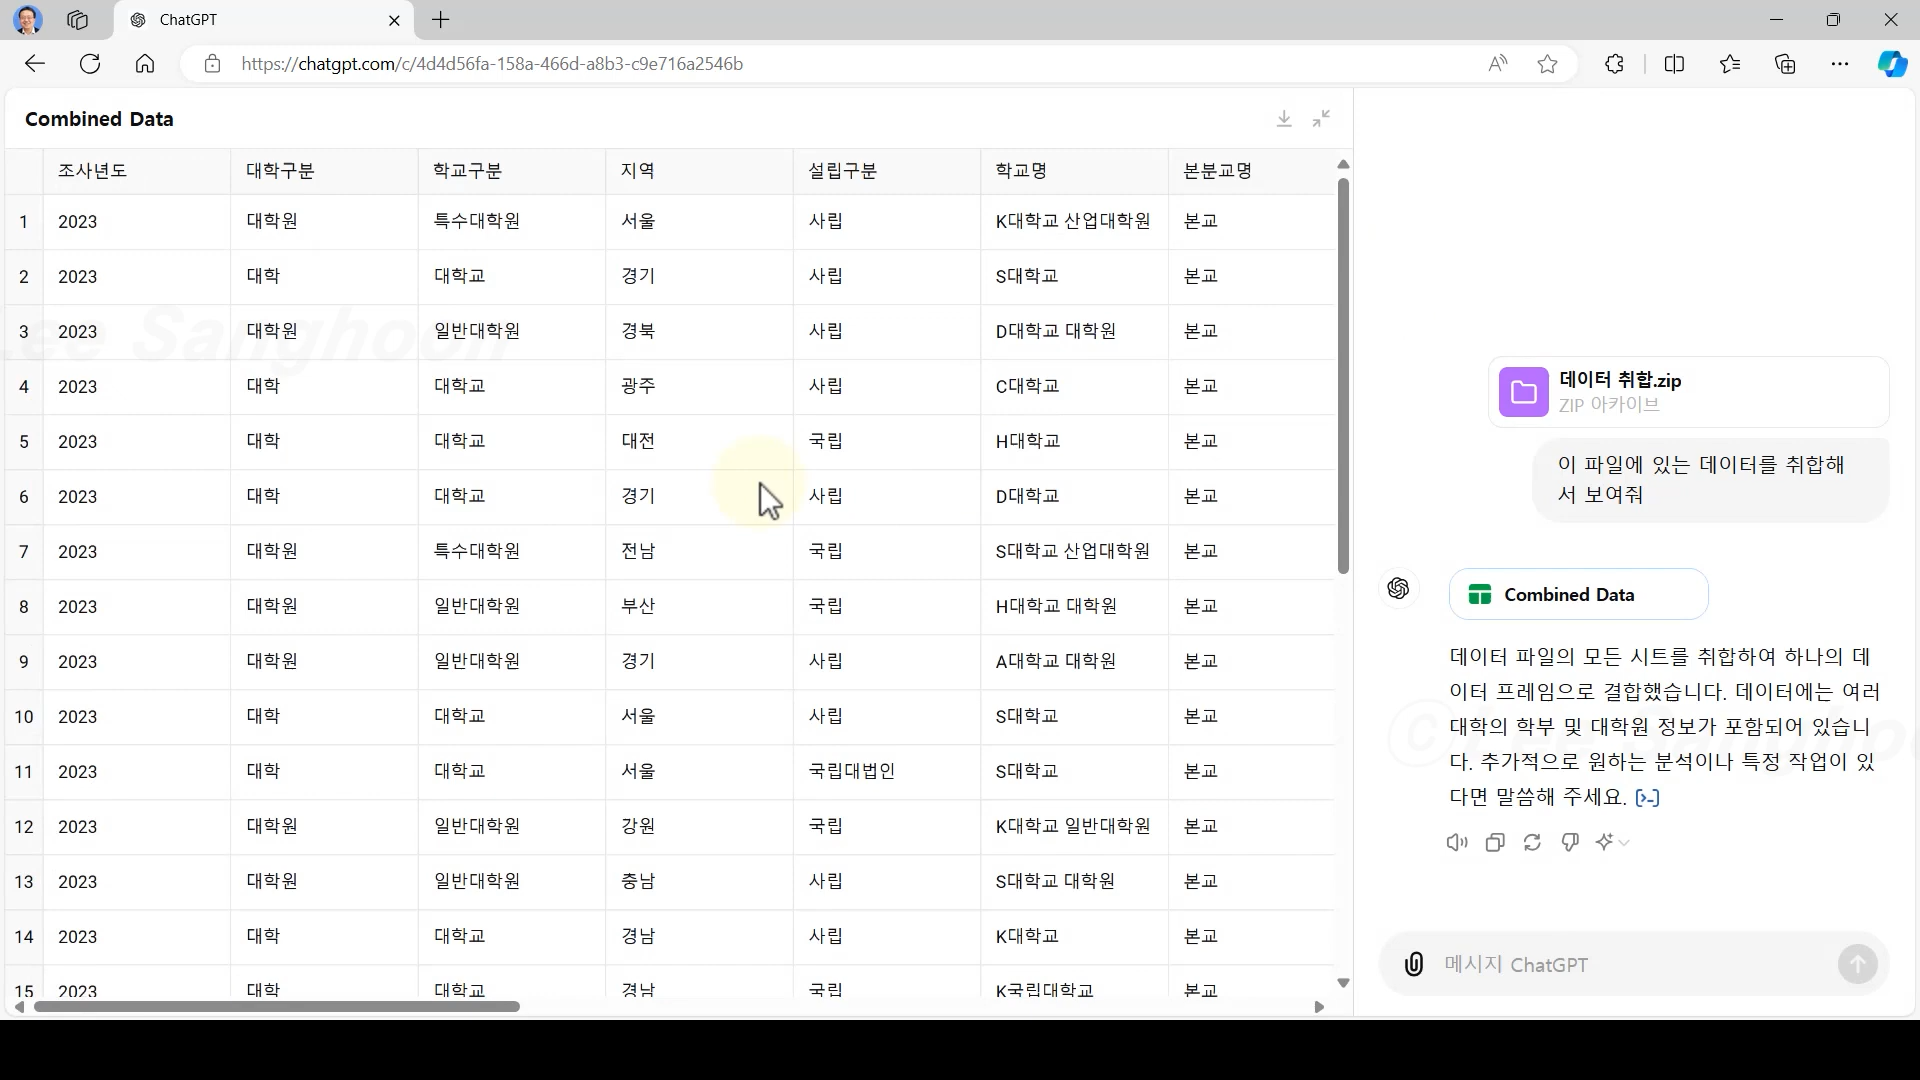 ChatGPT
https://chatgpt.com/c/4d4d56fa-158a-466d-a8b3-c9e716a2546b
Combined Data
조사년도 대학구분 학교구분 지역 설립구분 학교명 본분교명
1 2023 대학원 특수대학원 서울 사립 K대학교 산업대학원 본교
2 2023 대학 대학교 경기 사립 S대학교 본교
3 2023 대학원 일반대학원 경북 사립 D대학교 대학원 본교
4 2023 대학 대학교 광주 사립 C대학교 본교
5 2023 대학 대학교 대전 국립 H대학교 본교
6 2023 대학 대학교 경기 사립 D대학교 본교
7 2023 대학원 특수대학원 전남 국립 S대학교 산업대학원 본교
8 2023 대학원 일반대학원 부산 국립 H대학교 대학원 본교
9 2023 대학원 일반대학원 경기 사립 A대학교 대학원 본교
10 2023 대학 대학교 서울 사립 S대학교 본교
11 2023 대학 대학교 서울 국립대법인 S대학교 본교
12 2023 대학원 일반대학원 강원 국립 K대학교 일반대학원 본교
13 2023 대학원 일반대학원 충남 사립 S대학교 대학원 본교
14 2023 대학 대학교 경남 사립 K대학교 본교
15 2023 대학 대학교 경남 국립 K국립대학교 본교
Lee Sanghoon
데이터 취합.zip
ZIP 아카이브
이 파일에 있는 데이터를 취합해
서 보여줘
Combined Data
데이터 파일의 모든 시트를 취합하여 하나의 데
이터 프레임으로 결합했습니다. 데이터에는 여러
대학의 학부 및 대학원 정보가 포함되어 있습니
다. 추가적으로 원하는 분석이나 특정 작업이 있
다면 말씀해 주세요. [>-]
메시지 ChatGPT